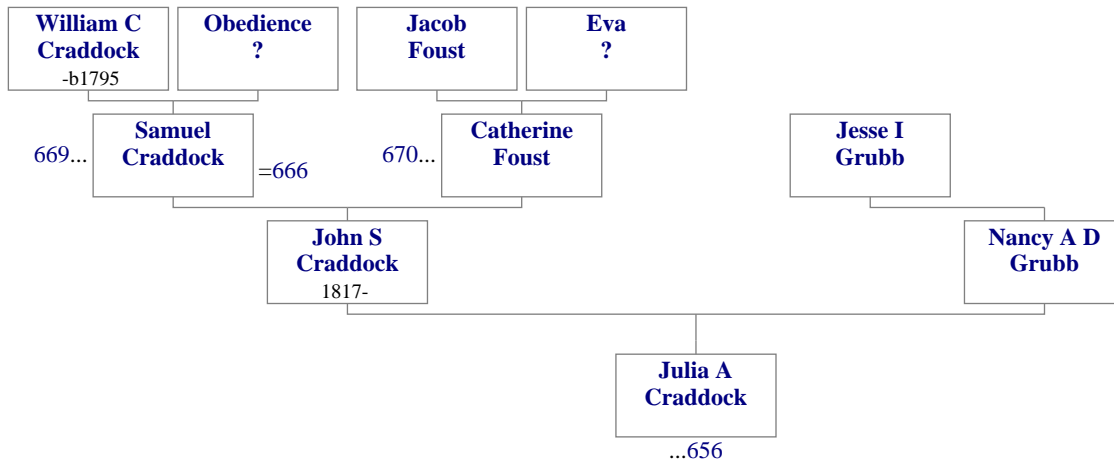 William C
Craddock
-b1795
Obedience
?
Jacob
Foust
Eva
?
669...
Samuel
Craddock
=666
670...
Catherine
Foust
Jesse I
Grubb
John S
Craddock
1817-
Nancy A D
Grubb
Julia A
Craddock
...656